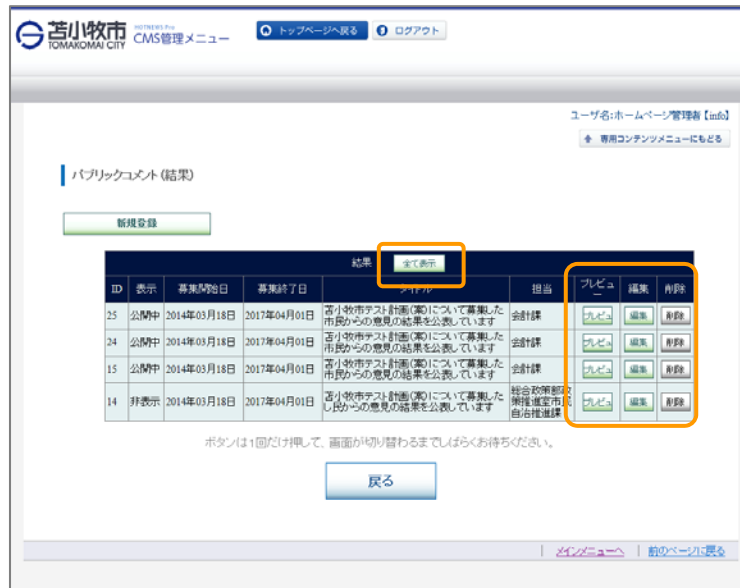 苫小牧市
TOMAKOMAI CITY
HOTNEWS Pro
CMS管理メニュー
トップページへ戻る
ログアウト
ユーザ名:ホームページ管理者【info】
専用コンテンツメニューにもどる
パブリックコメント(結果)
新規登録
結果 全て表示
ID 表示 募集開始日 募集終了日 タイトル 担当 プレビュー 編集 削除
25 公開中 2014年03月18日 2017年04月01日 苫小牧市テスト計画(案)について募集した市民からの意見の結果を公表しています 会計課 プレビュ 編集 削除
24 公開中 2014年03月18日 2017年04月01日 苫小牧市テスト計画(案)について募集した市民からの意見の結果を公表しています 会計課 プレビュ 編集 削除
15 公開中 2014年03月18日 2017年04月01日 苫小牧市テスト計画(案)について募集した市民からの意見の結果を公表しています 会計課 プレビュ 編集 削除
14 非表示 2014年03月18日 2017年04月01日 苫小牧市テスト計画(案)について募集したし民からの意見の結果を公表しています 総合政策部政策推進室市民自治推進課 プレビュ 編集 削除
ボタンは1回だけ押して、画面が切り替わるまでしばらくお待ちください。
戻る
| メインメニューへ | 前のページに戻る